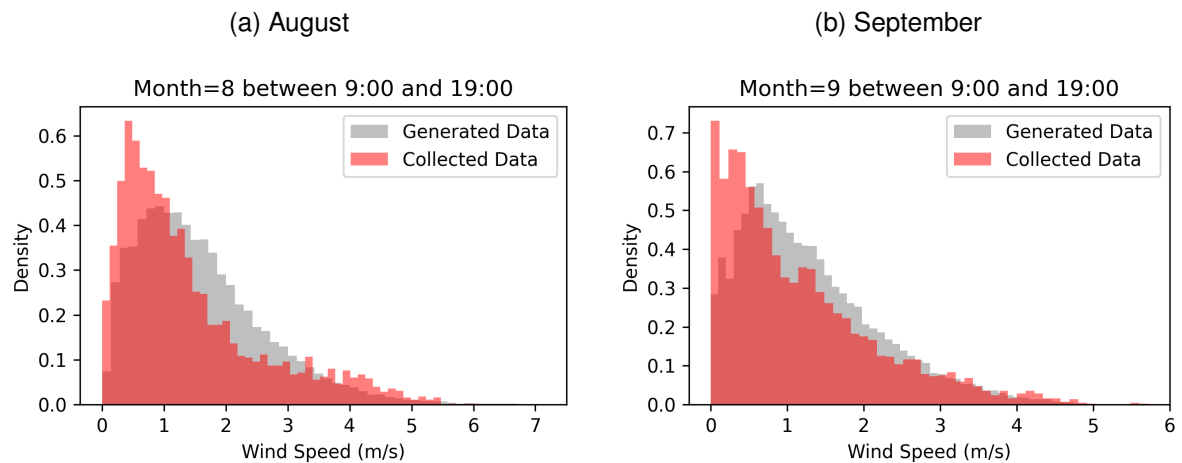 (a) August
Month=8 between 9:00 and 19:00
Generated Data
Collected Data
0.6
0.5
0.4
0.3
0.2
0.1
0.0
Density
0 1 2 3 4 5 6 7
Wind Speed (m/s)
(b) September
Month=9 between 9:00 and 19:00
Generated Data
Collected Data
0.7
0.6
0.5
0.4
0.3
0.2
0.1
0.0
Density
0 1 2 3 4 5 6
Wind Speed (m/s)